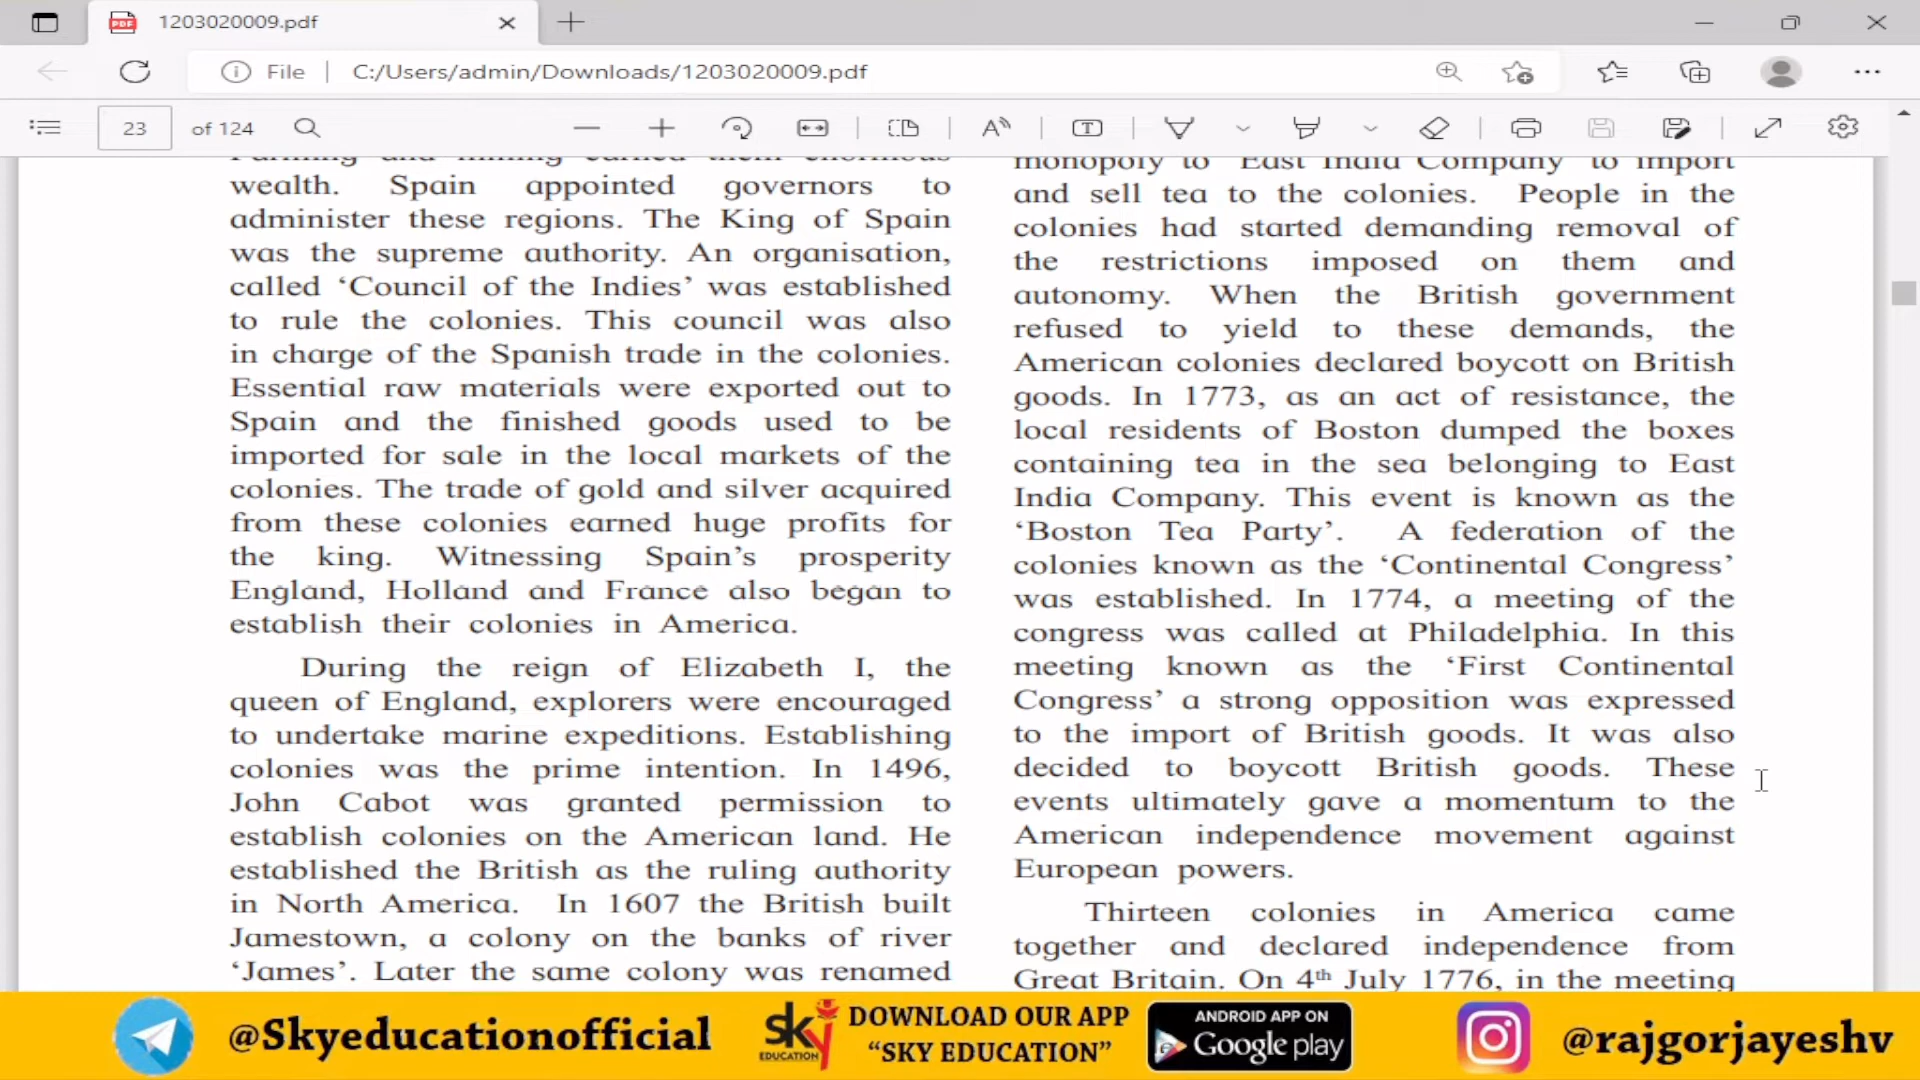 1203020009.pdf
File
C:/Users/admin/Downloads/1203020009.pdf
23 of 124
Farming and mining earned them enormous
wealth. Spain appointed governors to
administer these regions. The King of Spain
was the supreme authority. An organisation,
called ‘Council of the Indies’ was established
to rule the colonies. This council was also
in charge of the Spanish trade in the colonies.
Essential raw materials were exported out to
Spain and the finished goods used to be
imported for sale in the local markets of the
colonies. The trade of gold and silver acquired
from these colonies earned huge profits for
the king. Witnessing Spain’s prosperity
England, Holland and France also began to
establish their colonies in America.
During the reign of Elizabeth I, the
queen of England, explorers were encouraged
to undertake marine expeditions. Establishing
colonies was the prime intention. In 1496,
John Cabot was granted permission to
establish colonies on the American land. He
established the British as the ruling authority
in North America. In 1607 the British built
Jamestown, a colony on the banks of river
‘James’. Later the same colony was renamed
monopoly to East India Company to import
and sell tea to the colonies. People in the
colonies had started demanding removal of
the restrictions imposed on them and
autonomy. When the British government
refused to yield to these demands, the
American colonies declared boycott on British
goods. In 1773, as an act of resistance, the
local residents of Boston dumped the boxes
containing tea in the sea belonging to East
India Company. This event is known as the
‘Boston Tea Party’. A federation of the
colonies known as the ‘Continental Congress’
was established. In 1774, a meeting of the
congress was called at Philadelphia. In this
meeting known as the ‘First Continental
Congress’ a strong opposition was expressed
to the import of British goods. It was also
decided to boycott British goods. These
events ultimately gave a momentum to the
American independence movement against
European powers.
Thirteen colonies in America came
together and declared independence from
Great Britain. On 4th July 1776, in the meeting
@Skyeducationofficial
sky EDUCATION
DOWNLOAD OUR APP
“SKY EDUCATION”
ANDROID APP ON
Google play
@rajgorjayeshv